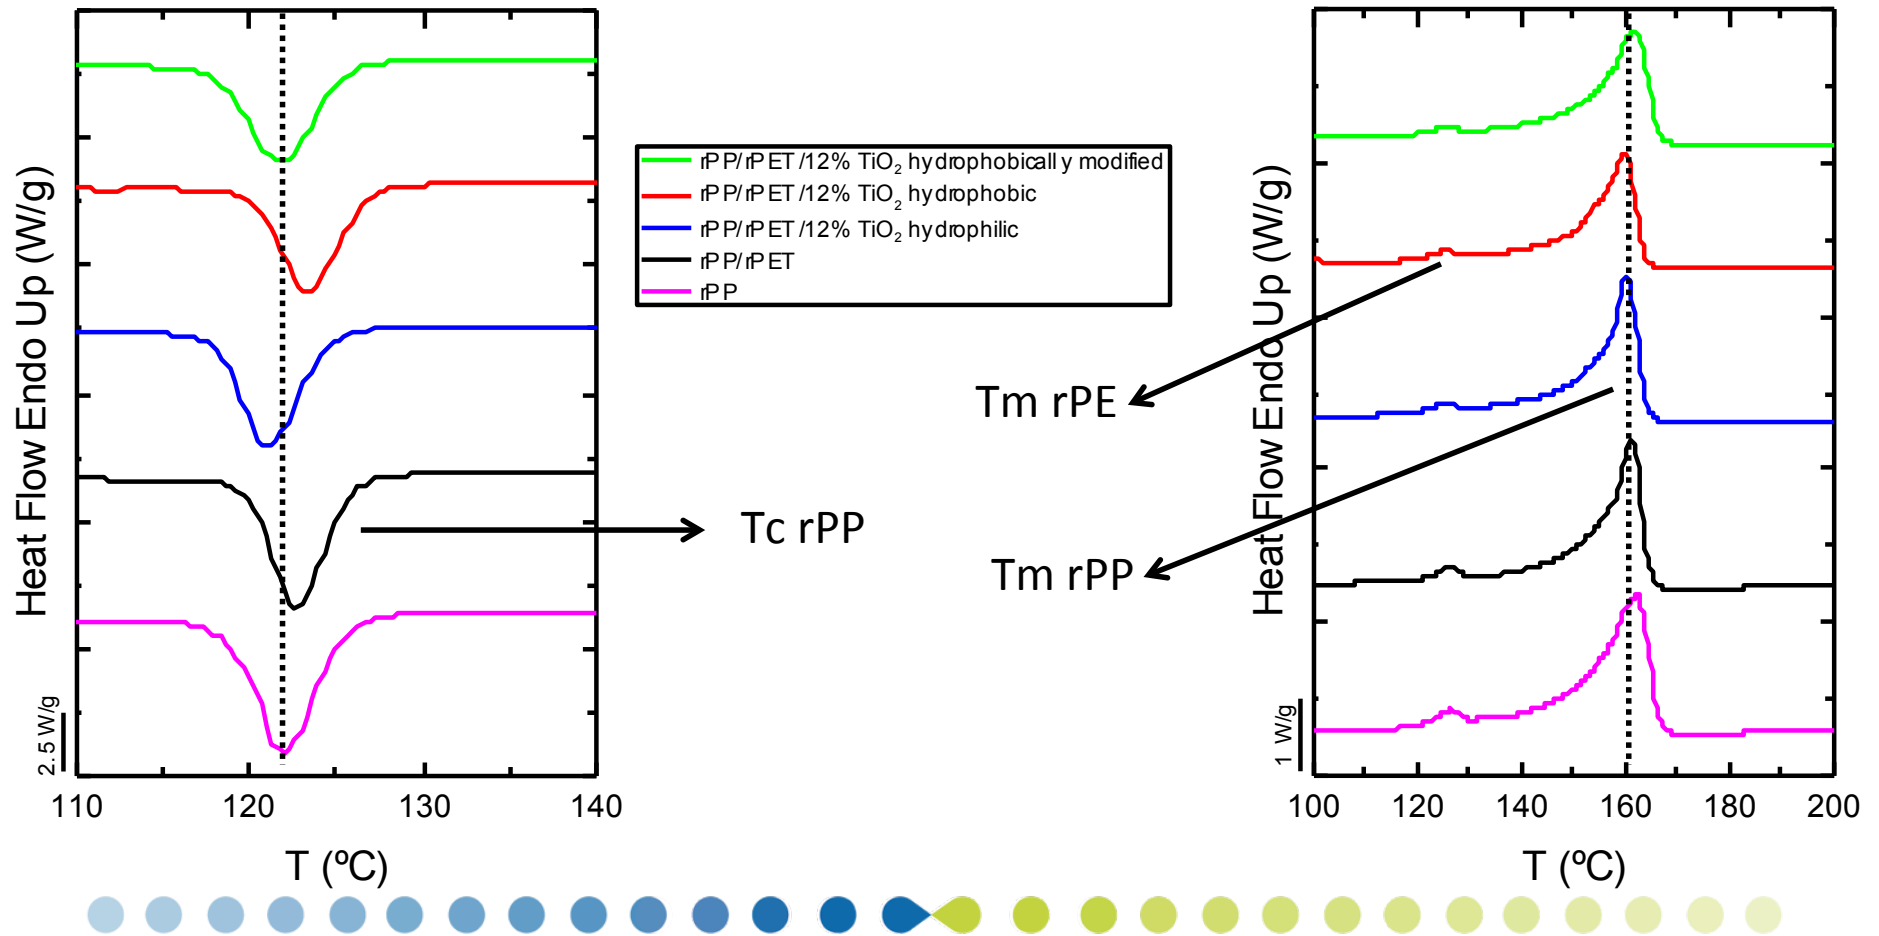 Heat Flow Endo Up (W/g)
2.5 W/g
110 120 130 140
T (ºC)
rPP/rPET/12% TiO2 hydrophobically modified
rPP/rPET/12% TiO2 hydrophobic
rPP/rPET/12% TiO2 hydrophilic
rPP/rPET
rPP
Tc rPP
Tm rPE
Tm rPP
Heat Flow Endo Up (W/g)
1 W/g
100 120 140 160 180 200
T (ºC)